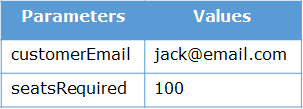 Parameters Values
customerEmail jack@email.com
seatsRequired 100